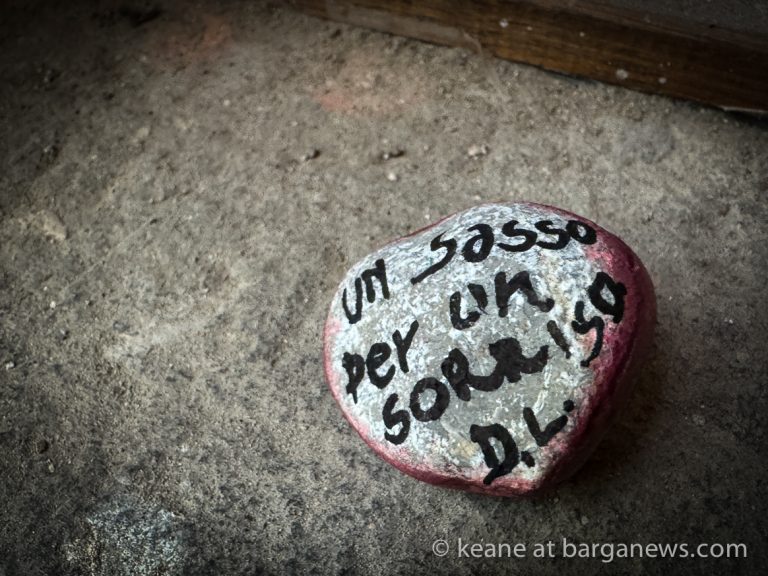 un sasso
per un
SORRISO
D.L.
© keane at barganews.com